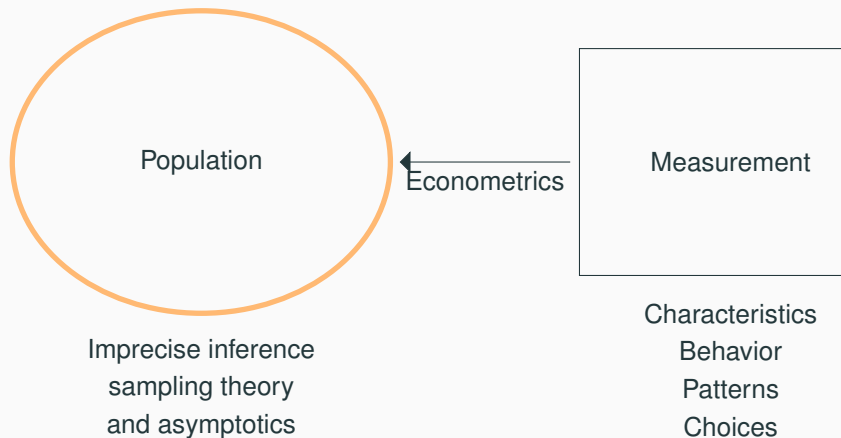 Population
Econometrics
Measurement
Imprecise inference
sampling theory
and asymptotics
Characteristics
Behavior
Patterns
Choices